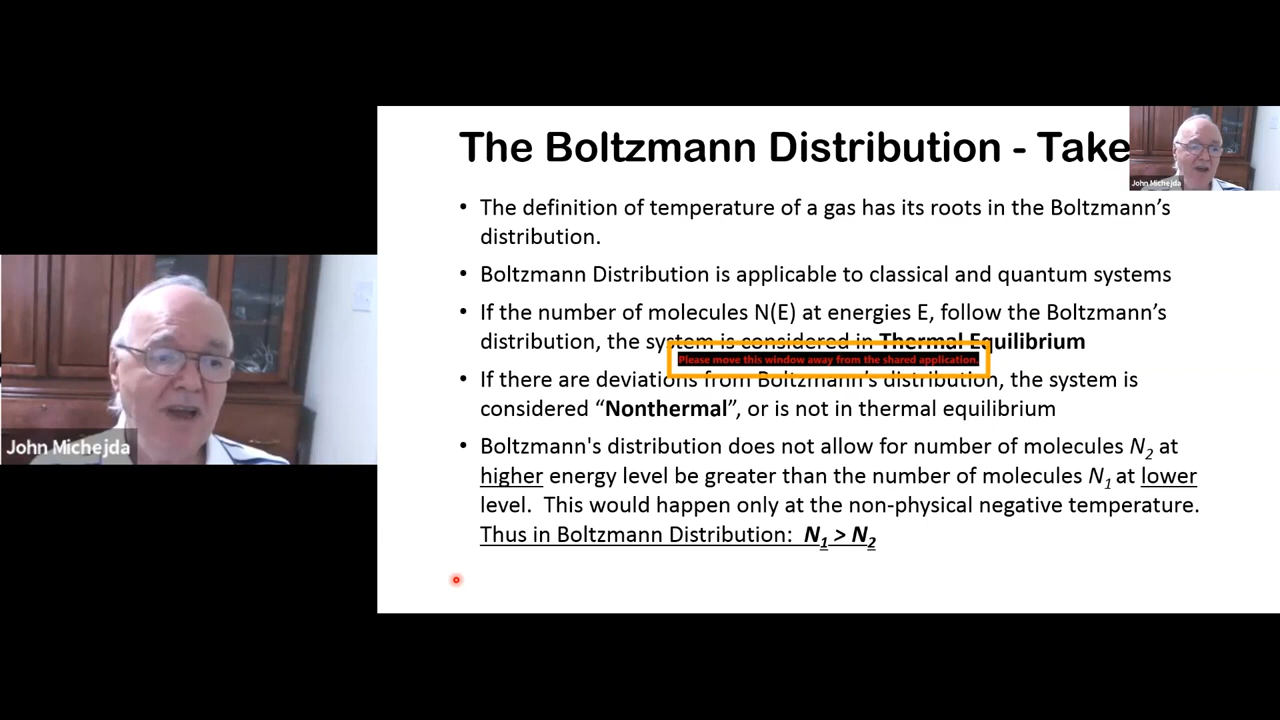 The Boltzmann Distribution - Take
John Michejda
• The definition of temperature of a gas has its roots in the Boltzmann’s
distribution.
• Boltzmann Distribution is applicable to classical and quantum systems
• If the number of molecules N(E) at energies E, follow the Boltzmann’s
distribution, the system is considered in Thermal Equilibrium
Please move this window away from the shared application.
• If there are deviations from Boltzmann’s distribution, the system is
considered “Nonthermal”, or is not in thermal equilibrium
John Michejda
• Boltzmann's distribution does not allow for number of molecules N2 at
higher energy level be greater than the number of molecules N1 at lower
level. This would happen only at the non-physical negative temperature.
Thus in Boltzmann Distribution: N1 > N2